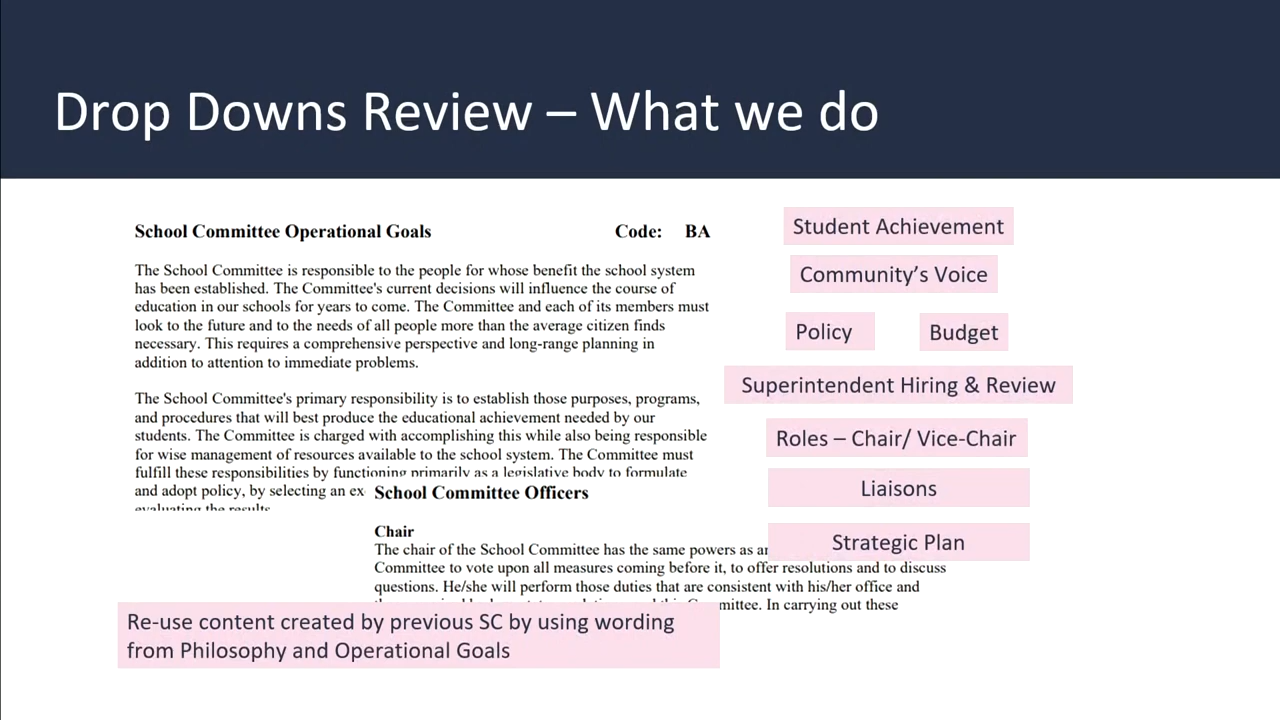 Drop Downs Review – What we do
School Committee Operational Goals Code: BA
The School Committee is responsible to the people for whose benefit the school system
has been established. The Committee's current decisions will influence the course of
education in our schools for years to come. The Committee and each of its members must
look to the future and to the needs of all people more than the average citizen finds
necessary. This requires a comprehensive perspective and long-range planning in
addition to attention to immediate problems.
The School Committee's primary responsibility is to establish those purposes, programs,
and procedures that will best produce the educational achievement needed by our
students. The Committee is charged with accomplishing this while also being responsible
for wise management of resources available to the school system. The Committee must
fulfill these responsibilities by functioning primarily as a legislative body to formulate
and adopt policy, by selecting an ex
evaluating the results
School Committee Officers
Chair
The chair of the School Committee has the same powers as an
Committee to vote upon all measures coming before it, to offer resolutions and to discuss
questions. He/she will perform those duties that are consistent with his/her office and
Committee. In carrying out these
Student Achievement
Community's Voice
Policy
Budget
Superintendent Hiring & Review
Roles – Chair/ Vice-Chair
Liaisons
Strategic Plan
Re-use content created by previous SC by using wording
from Philosophy and Operational Goals